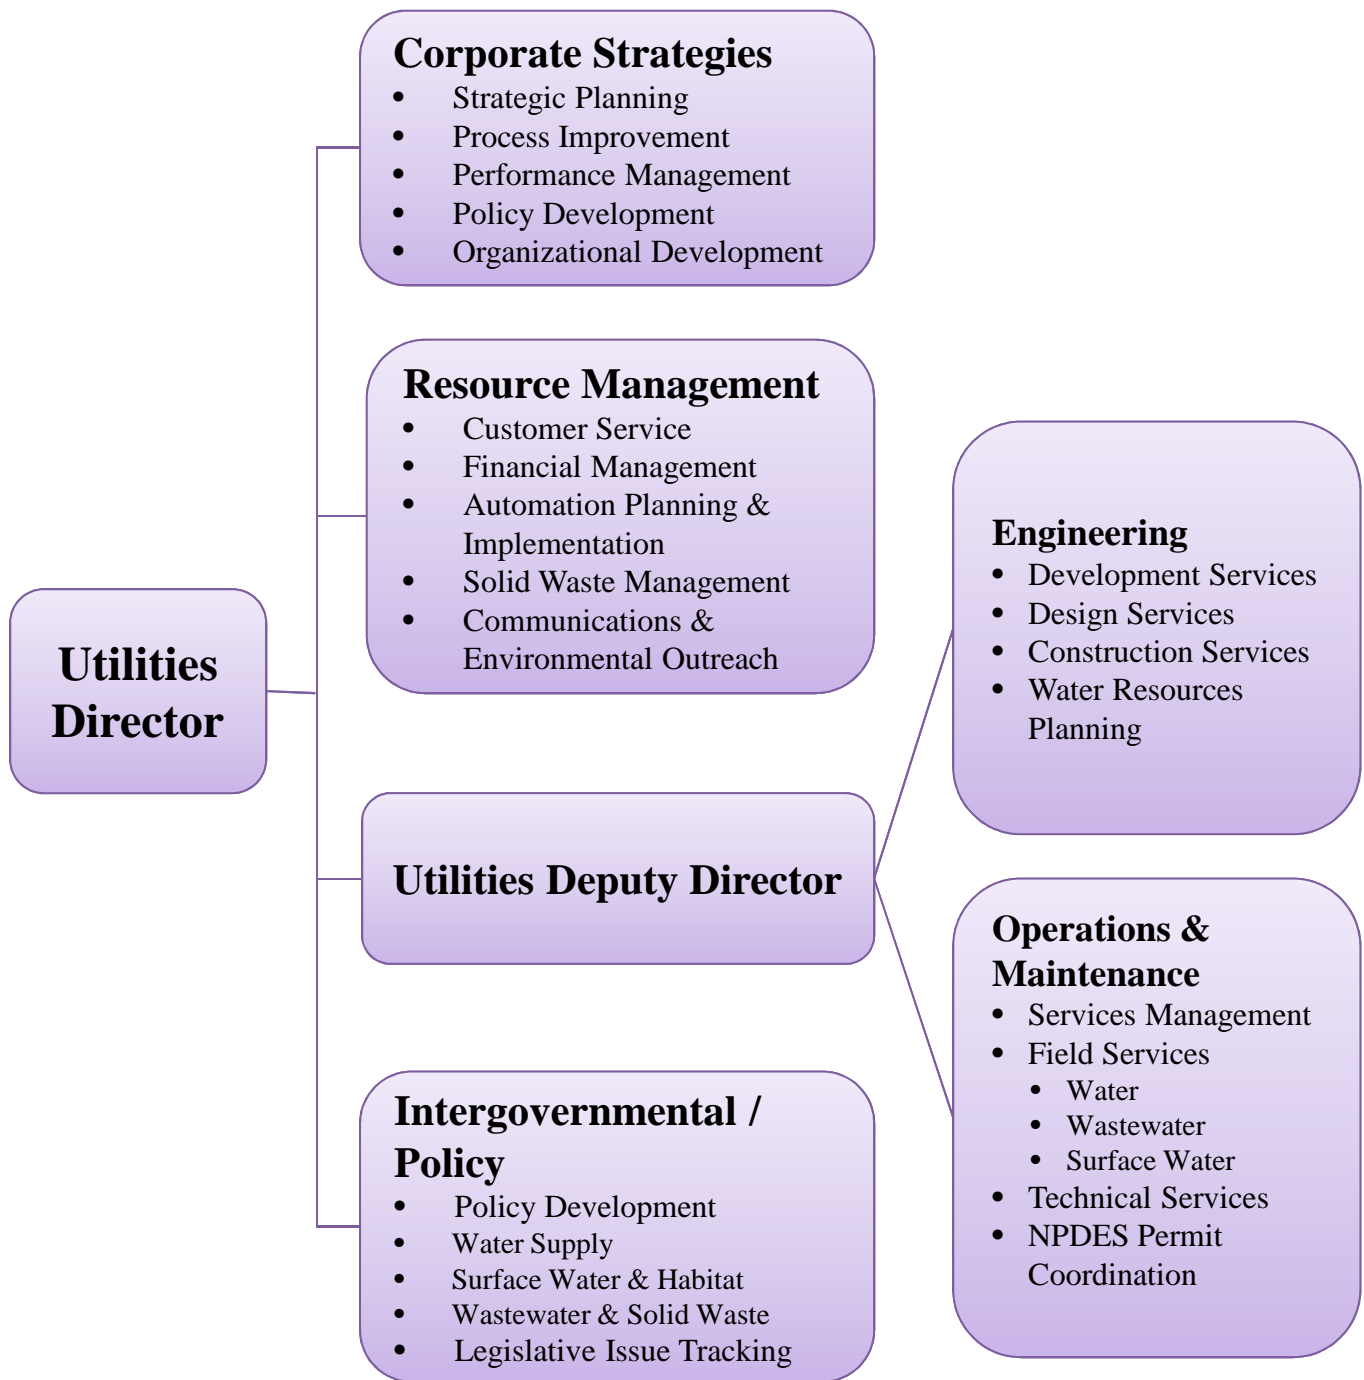 Corporate Strategies
• Strategic Planning
• Process Improvement
• Performance Management
• Policy Development
• Organizational Development
Resource Management
• Customer Service
• Financial Management
• Automation Planning &
Implementation
• Solid Waste Management
• Communications &
Environmental Outreach
Utilities
Director
Utilities Deputy Director
Intergovernmental /
Policy
• Policy Development
• Water Supply
• Surface Water & Habitat
• Wastewater & Solid Waste
• Legislative Issue Tracking
Engineering
• Development Services
• Design Services
• Construction Services
• Water Resources
Planning
Operations &
Maintenance
• Services Management
• Field Services
• Water
• Wastewater
• Surface Water
• Technical Services
• NPDES Permit
Coordination